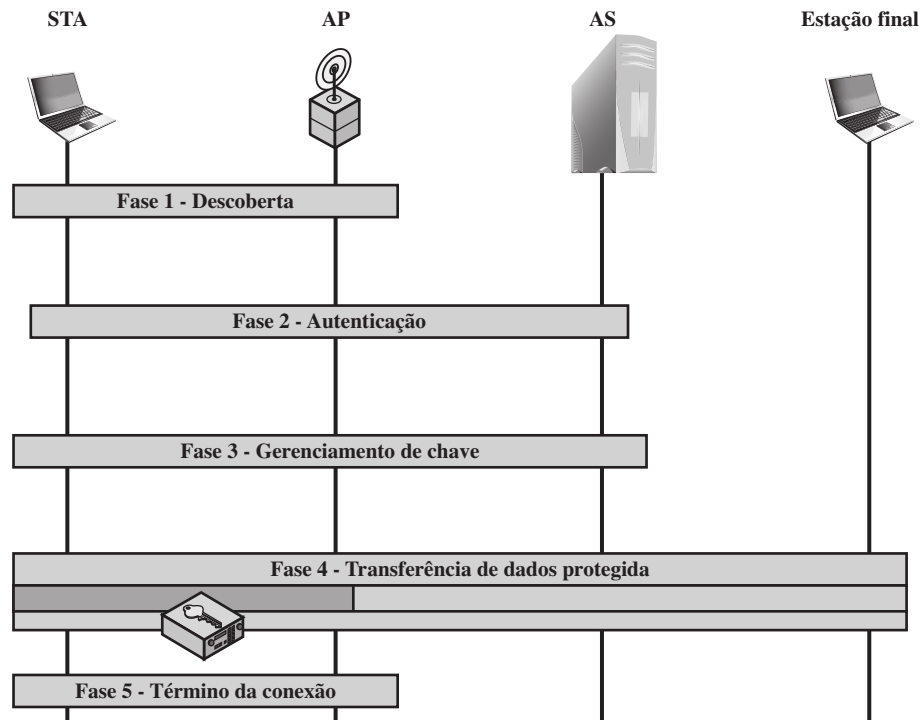 STA
AP
AS
Estação final
Fase 1 - Descoberta
Fase 2 - Autenticação
Fase 3 - Gerenciamento de chave
Fase 4 - Transferência de dados protegida
Fase 5 - Término da conexão